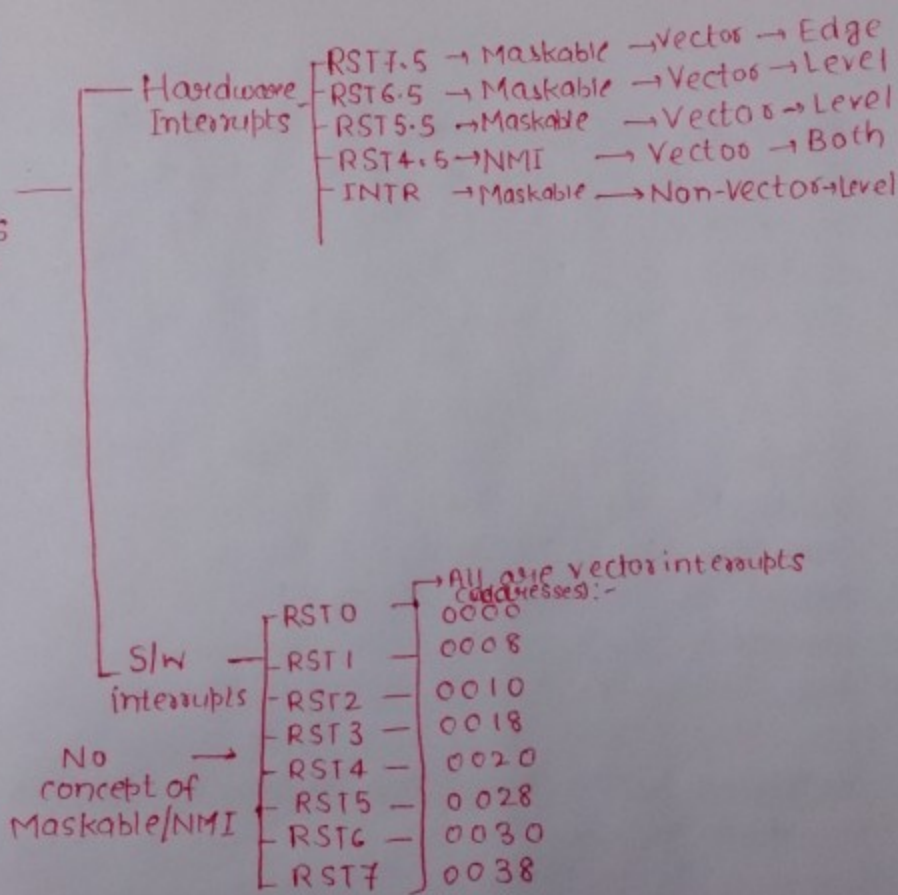 Hardware Interrupts
RST7.5 → Maskable → Vector → Edge
RST6.5 → Maskable → Vector → Level
RST5.5 → Maskable → Vector → Level
RST4.5 → NMI → Vector → Both
INTR → Maskable → Non-vector → Level
S
S/W interrupts
No →
concept of
Maskable/NMI
→ All are vector interrupts
(addresses):-
RST0 — 0000
RST1 — 0008
RST2 — 0010
RST3 — 0018
RST4 — 0020
RST5 — 0028
RST6 — 0030
RST7 0038